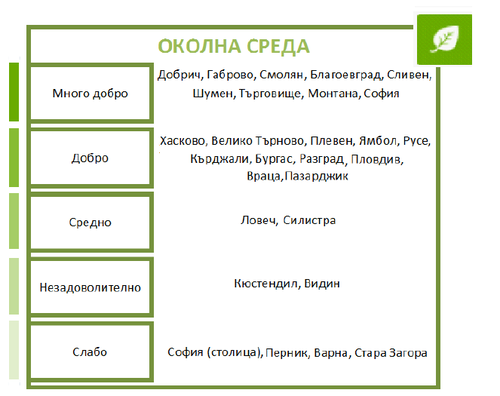 ОКОЛНА СРЕДА
Много добро
Добрич, Габрово, Смолян, Благоевград, Сливен,
Шумен, Търговище, Монтана, София
Добро
Хасково, Велико Търново, Плевен, Ямбол, Русе,
Кърджали, Бургас, Разград, Пловдив,
Враца,Пазарджик
Средно
Ловеч, Силистра
Незадоволително
Кюстендил, Видин
Слабо
София (столица), Перник, Варна, Стара Загора